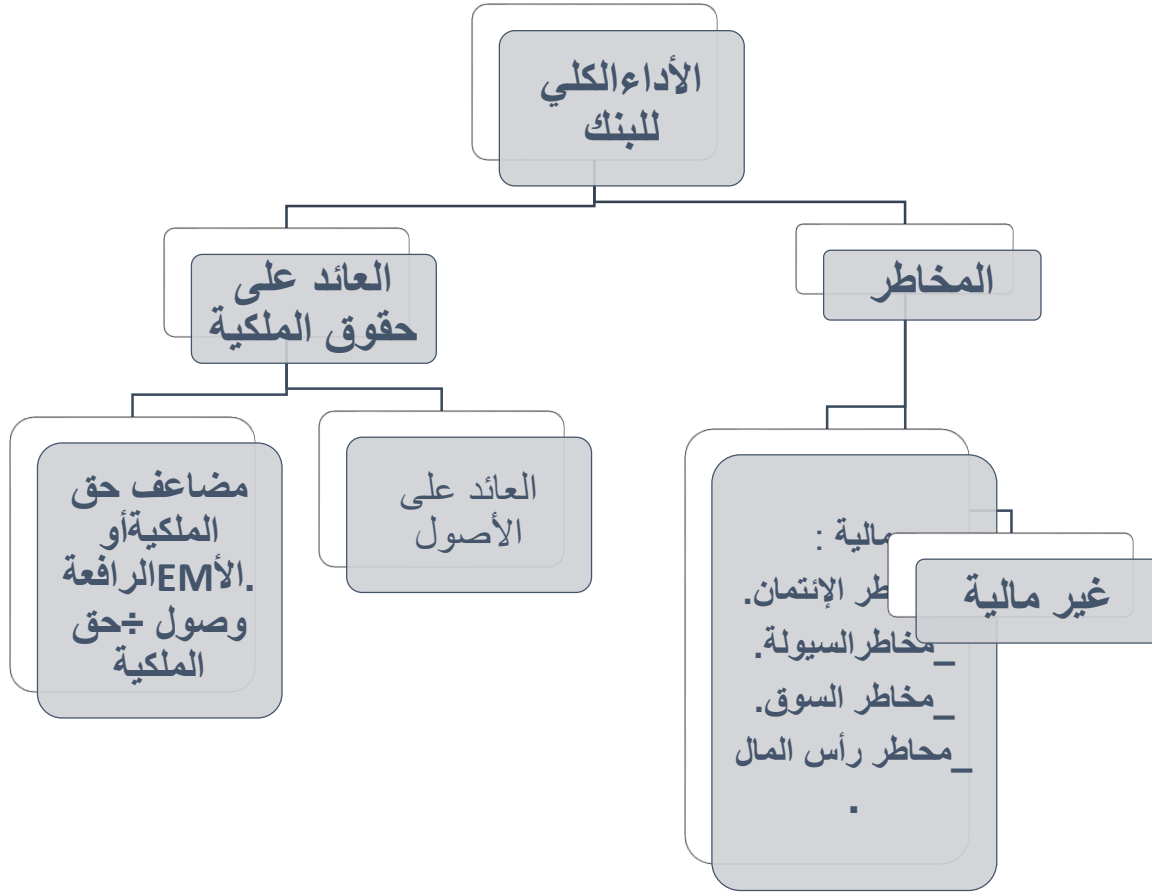 الأداءالكلي
للبنك
المخاطر
العائد على
حقوق الملكية
مالية :
الإئتمان.
_مخاطرالسيولة.
_مخاطر السوق.
_محاطر رأس المال
.
غير مالية
العائد على
الأصول
مضاعف حق
الملكيةأو
الرافعةEMالأ.
وصول ÷حق
الملكية